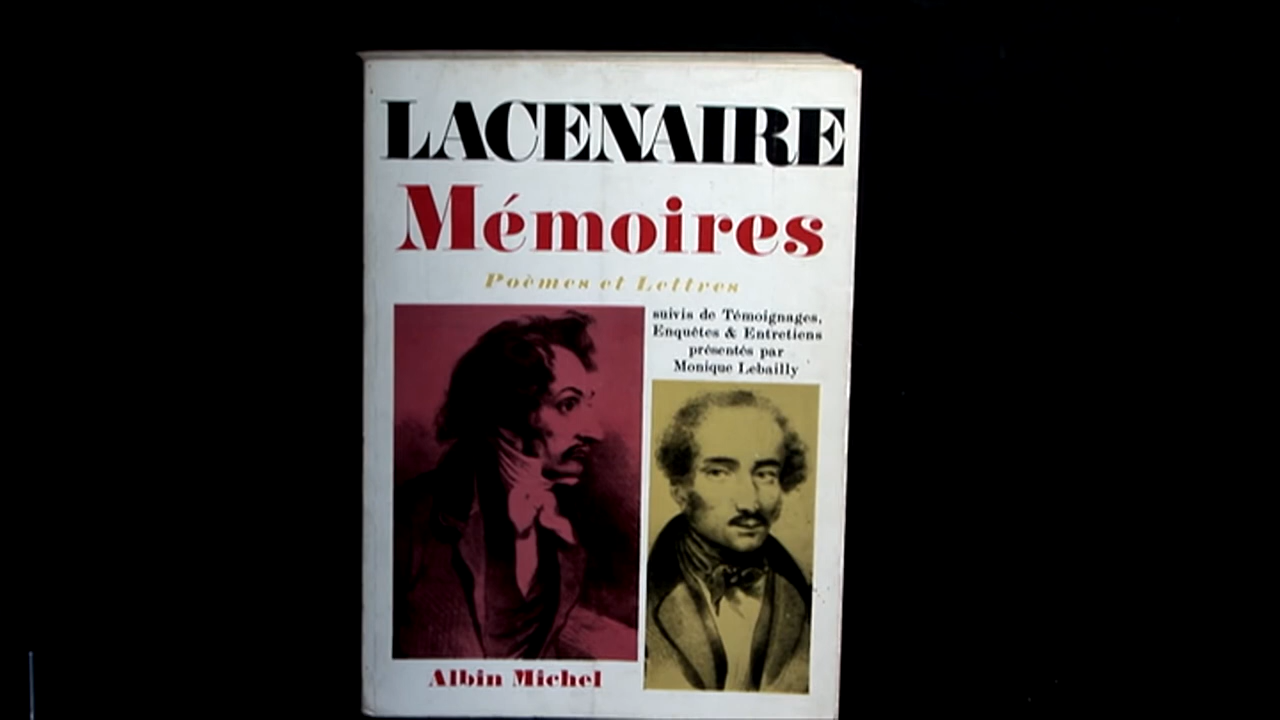 LACENAIRE
Mémoires
Poèmes et Lettres
suivis de Témoignages,
Enquêtes & Entretiens
présentés par
Monique Lebailly
Albin Michel